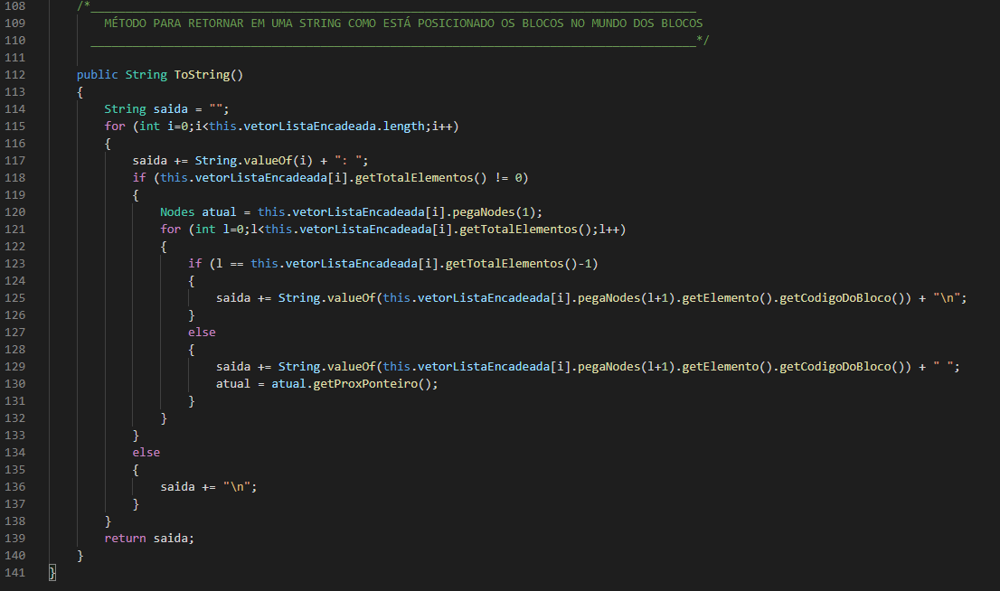 108 /*______________________________________________________________________________________
109 MÉTODO PARA RETORNAR EM UMA STRING COMO ESTÁ POSICIONADO OS BLOCOS NO MUNDO DOS BLOCOS
110 ______________________________________________________________________________________*/
111
112 public String ToString()
113 {
114 String saida = "";
115 for (int i=0;i<this.vetorListaEncadeada.length;i++)
116 {
117 saida += String.valueOf(i) + ": ";
118 if (this.vetorListaEncadeada[i].getTotalElementos() != 0)
119 {
120 Nodes atual = this.vetorListaEncadeada[i].pegaNodes(1);
121 for (int l=0;l<this.vetorListaEncadeada[i].getTotalElementos();l++)
122 {
123 if (l == this.vetorListaEncadeada[i].getTotalElementos()-1)
124 {
125 saida += String.valueOf(this.vetorListaEncadeada[i].pegaNodes(l+1).getElemento().getCodigoDoBloco()) + "\n";
126 }
127 else
128 {
129 saida += String.valueOf(this.vetorListaEncadeada[i].pegaNodes(l+1).getElemento().getCodigoDoBloco()) + " ";
130 atual = atual.getProxPonteiro();
131 }
132 }
133 }
134 else
135 {
136 saida += "\n";
137 }
138 }
139 return saida;
140 }
141 }